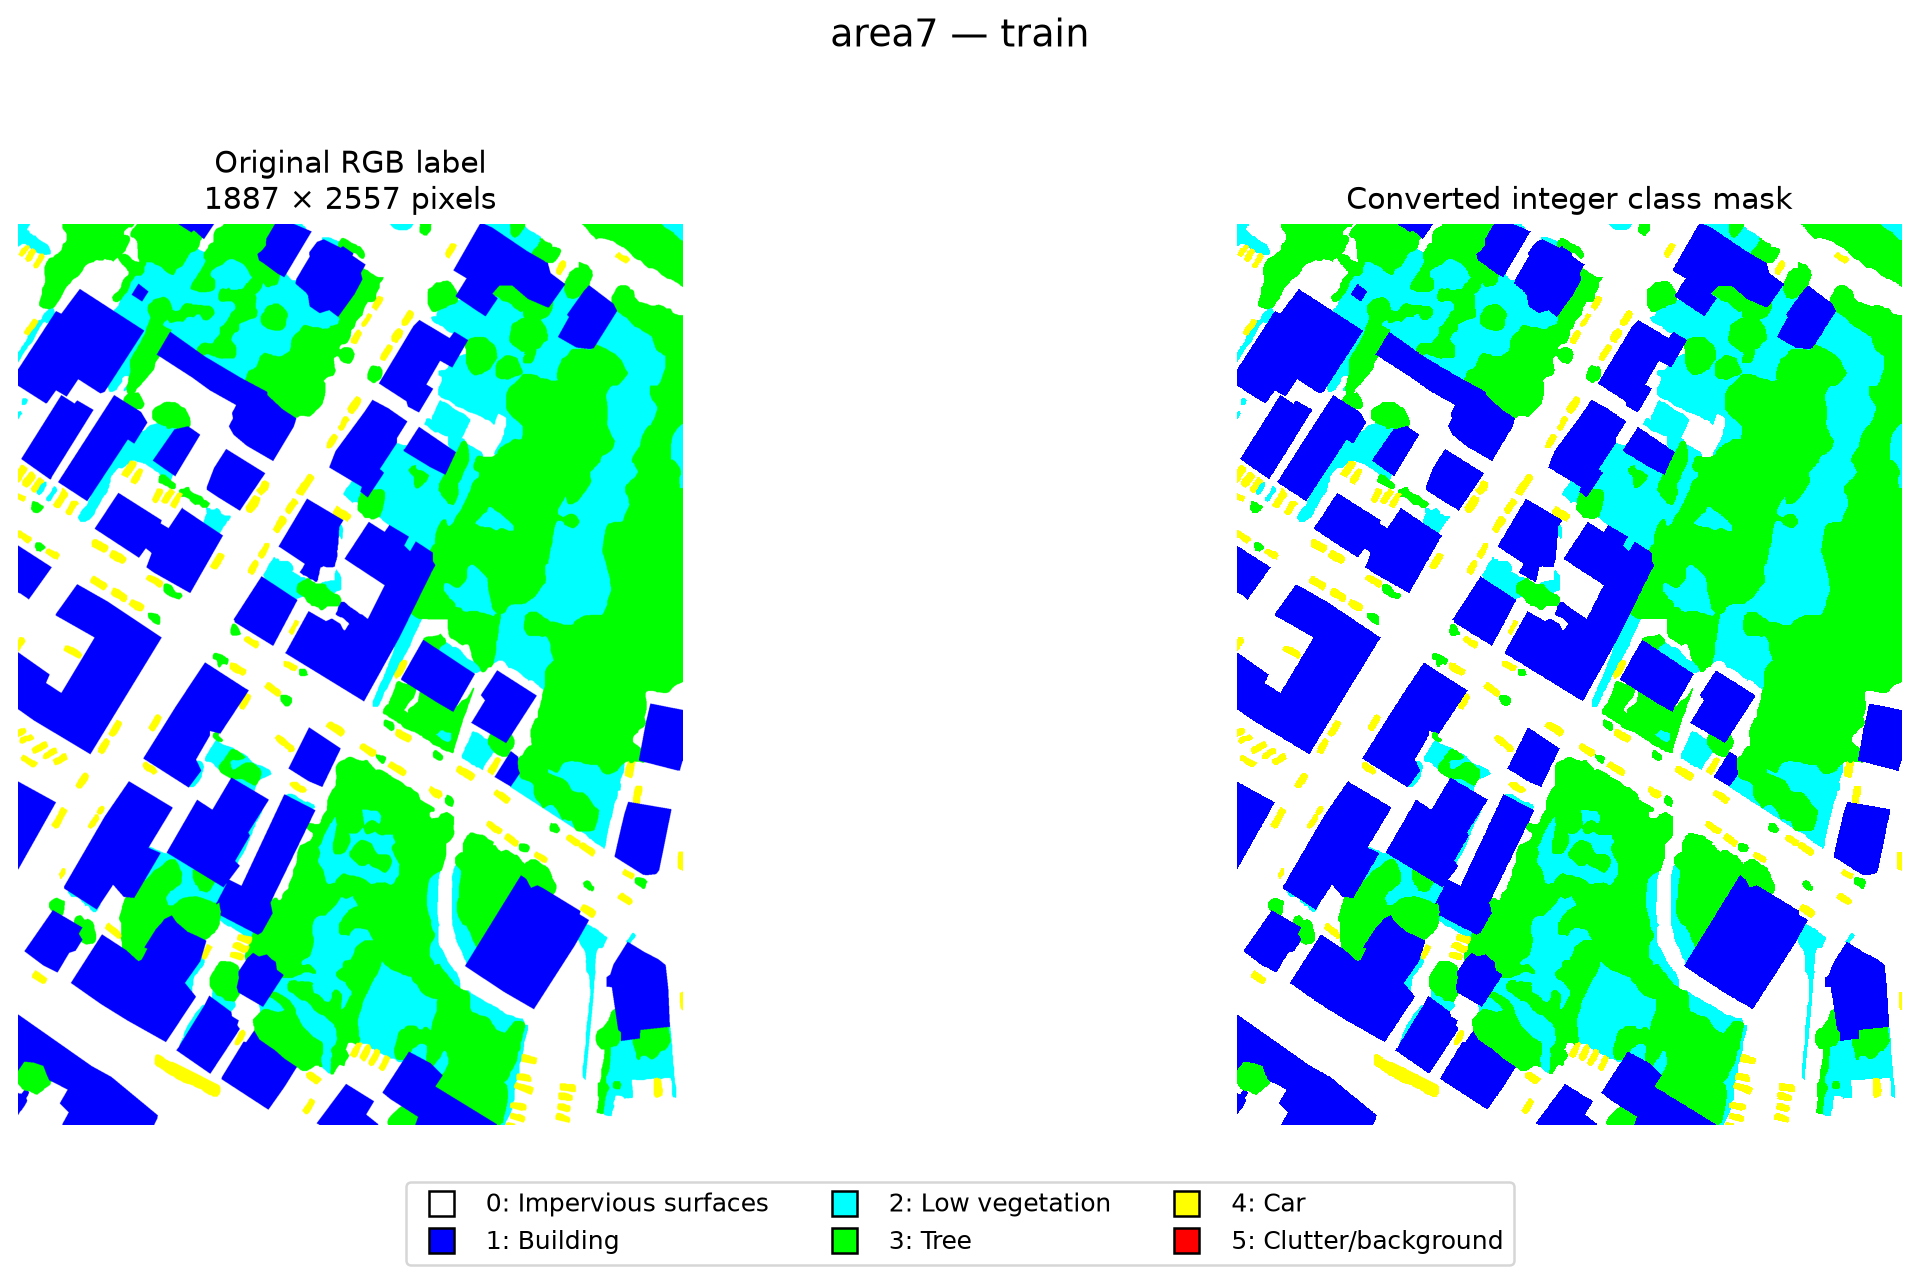 area7 — train
Original RGB label
1887 × 2557 pixels
Converted integer class mask
0: Impervious surfaces
1: Building
2: Low vegetation
3: Tree
4: Car
5: Clutter/background